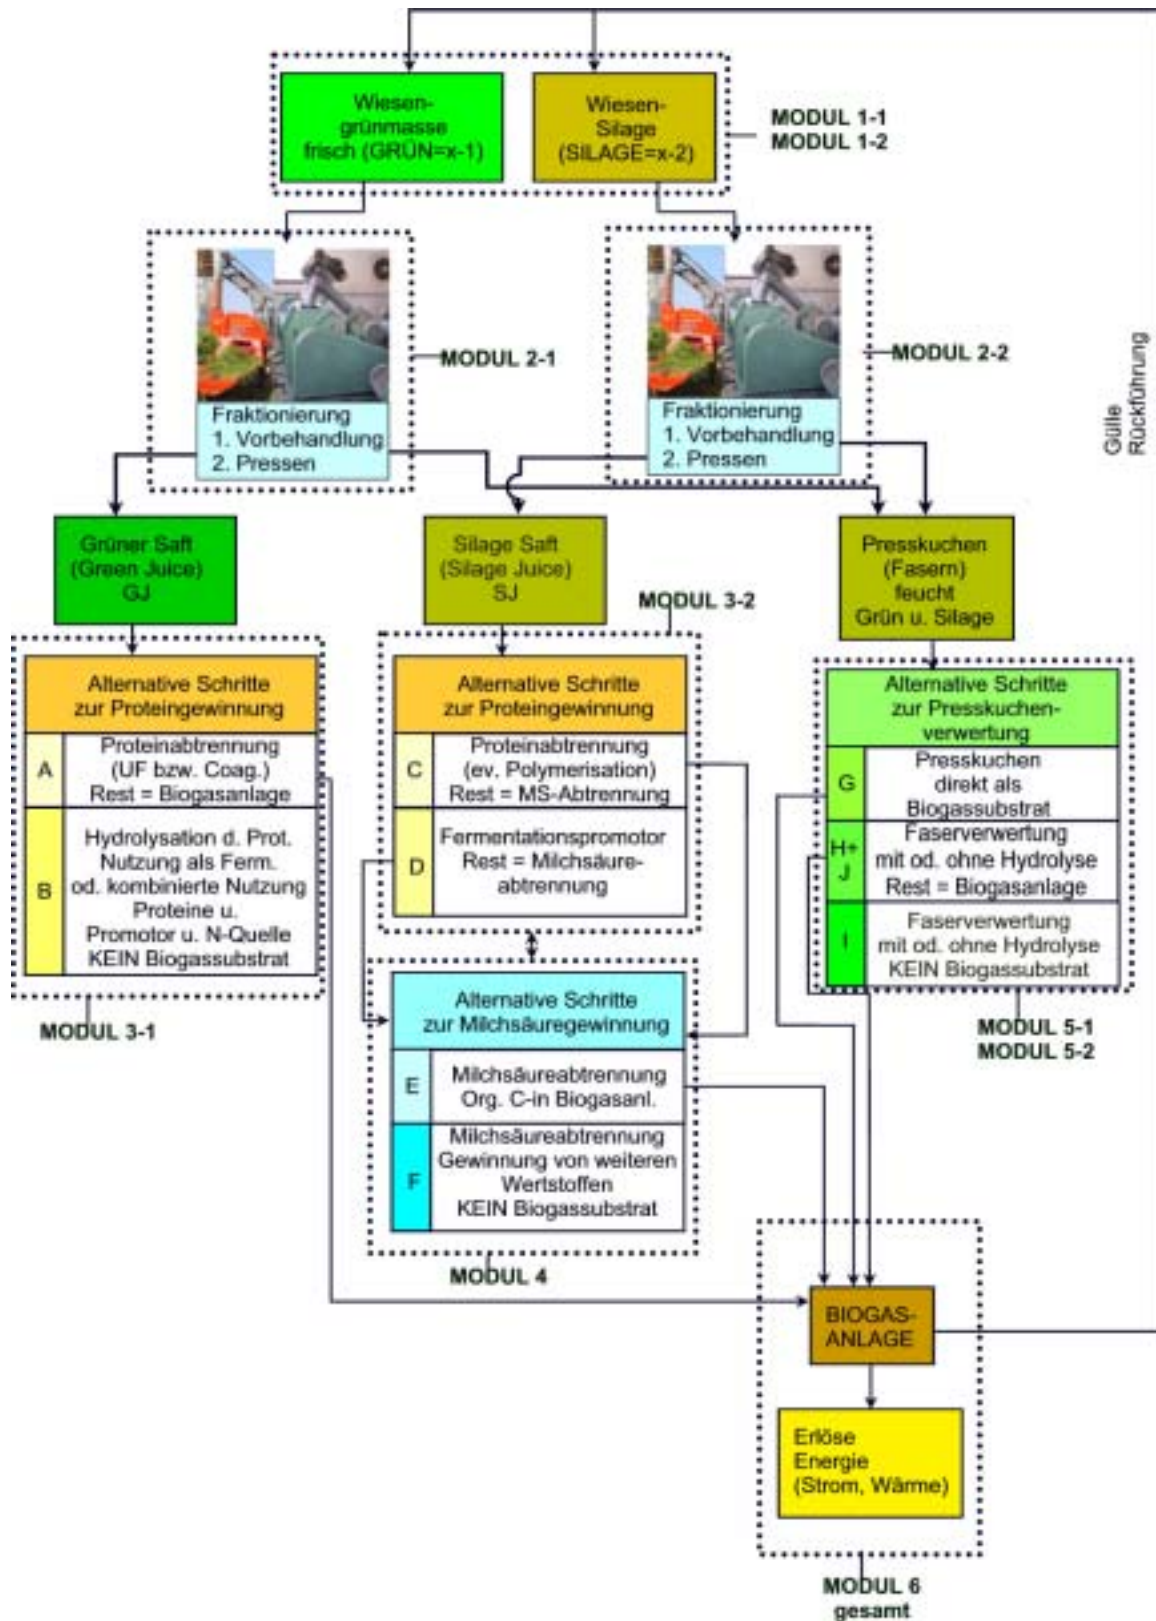 Wiesen-
grünmasse
frisch (GRÜN=x-1)
Wiesen-
Silage
(SILAGE=x-2)
MODUL 1-1
MODUL 1-2
Fraktionierung
1. Vorbehandlung
2. Pressen
MODUL 2-1
Fraktionierung
1. Vorbehandlung
2. Pressen
MODUL 2-2
Gülle
Rückführung
Grüner Saft
(Green Juice)
GJ
Silage Saft
(Silage Juice)
SJ
Presskuchen
(Fasern)
feucht
Grün u. Silage
MODUL 3-2
Alternative Schritte
zur Proteingewinnung
A
Proteinabtrennung
(UF bzw. Coag.)
Rest = Biogasanlage
B
Hydrolysation d. Prot.
Nutzung als Ferm.
od. kombinierte Nutzung
Proteine u.
Promotor u. N-Quelle
KEIN Biogassubstrat
MODUL 3-1
Alternative Schritte
zur Proteingewinnung
C
Proteinabtrennung
(ev. Polymerisation)
Rest = MS-Abtrennung
D
Fermentationspromotor
Rest = Milchsäure-
abtrennung
Alternative Schritte
zur Presskuchen-
verwertung
G
Presskuchen
direkt als
Biogassubstrat
H+
J
Faserverwertung
mit od. ohne Hydrolyse
Rest = Biogasanlage
I
Faserverwertung
mit od. ohne Hydrolyse
KEIN Biogassubstrat
MODUL 5-1
MODUL 5-2
Alternative Schritte
zur Milchsäuregewinnung
E
Milchsäureabtrennung
Org. C-in Biogasanl.
F
Milchsäureabtrennung
Gewinnung von weiteren
Wertstoffen
KEIN Biogassubstrat
MODUL 4
BIOGAS-
ANLAGE
Erlöse
Energie
(Strom, Wärme)
MODUL 6
gesamt